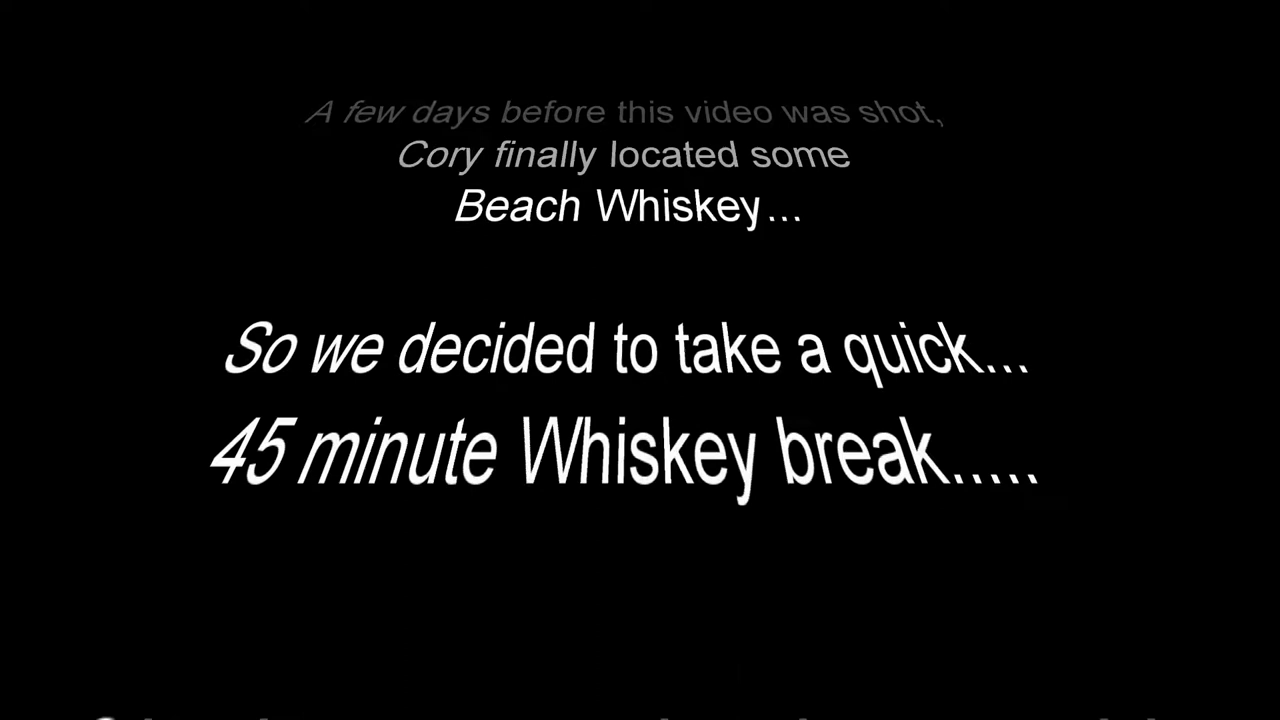 A few days before this video was shot,
Cory finally located some
Beach Whiskey...
So we decided to take a quick...
45 minute Whiskey break.....